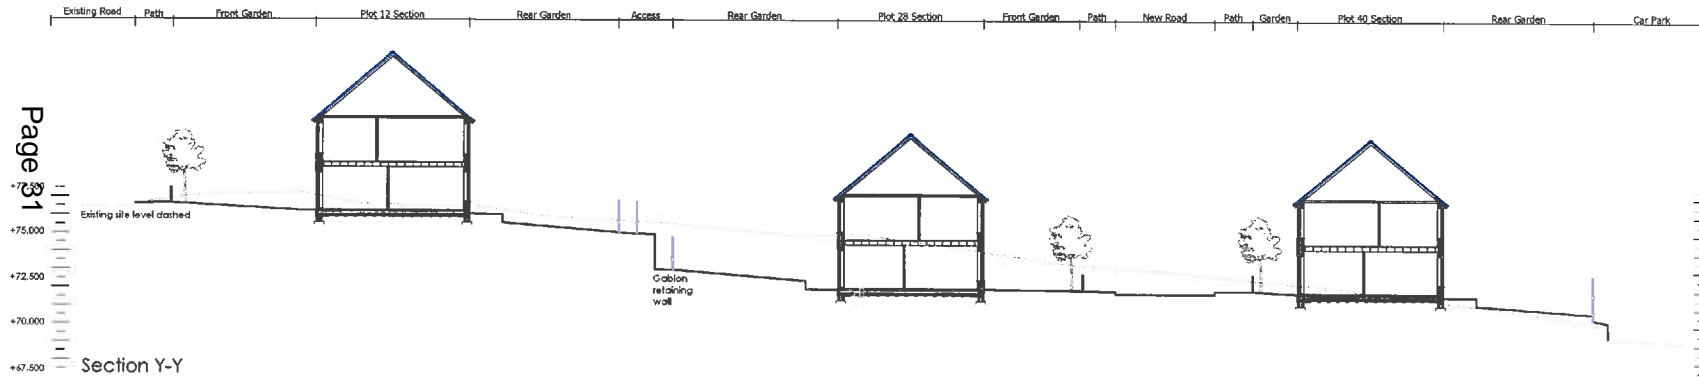 Existing Road Path Front Garden Plot 12 Section Rear Garden Access Rear Garden Plot 28 Section Front Garden Path New Road Path Garden Plot 40 Section Rear Garden Car Park
Page 31
+77.500
Existing site level dashed
+75.000
+72.500
Gabion
retaining
wall
+70.000
+67.500
Section Y-Y